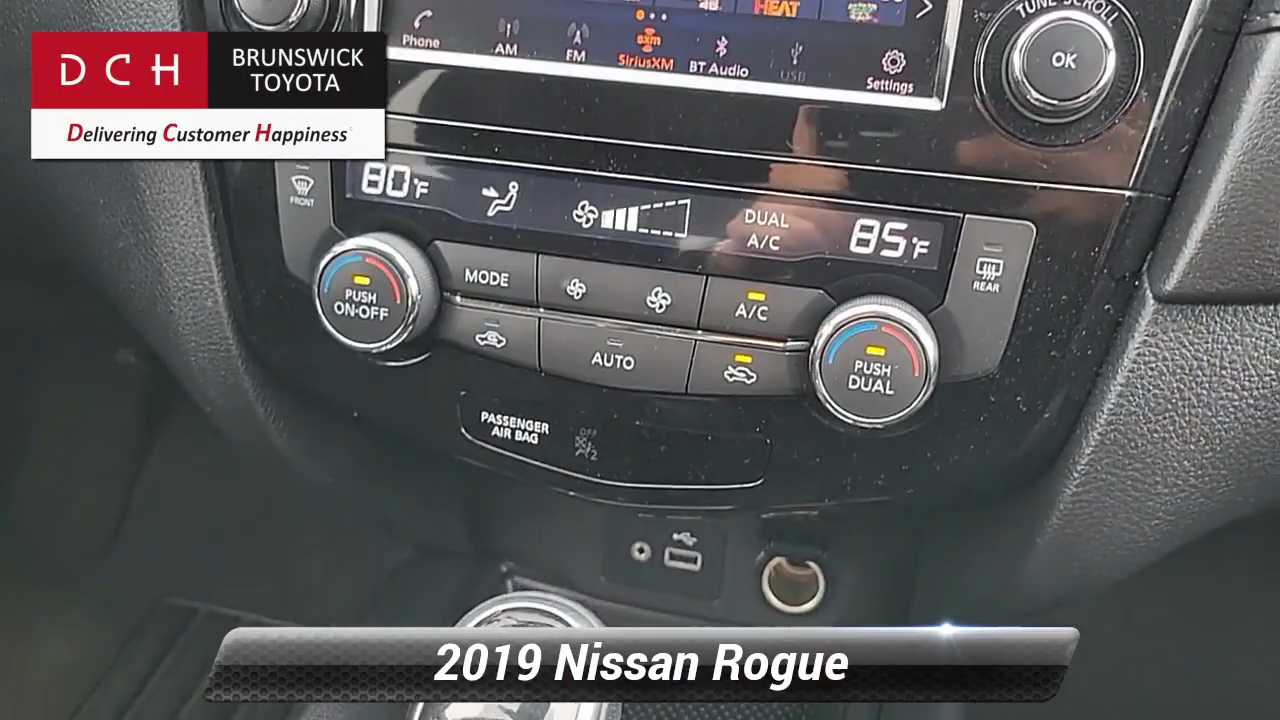 DCH
BRUNSWICK
TOYOTA
Delivering Customer Happiness
HEAT
Phone
AM
FM
sxm
SiriusXM
BT Audio
USB
Settings
TUNE·SCROLL
OK
FRONT
80°F
DUAL
A/C
85°F
REAR
PUSH
ON·OFF
MODE
A/C
AUTO
PUSH
DUAL
PASSENGER
AIR BAG
OFF
2019 Nissan Rogue